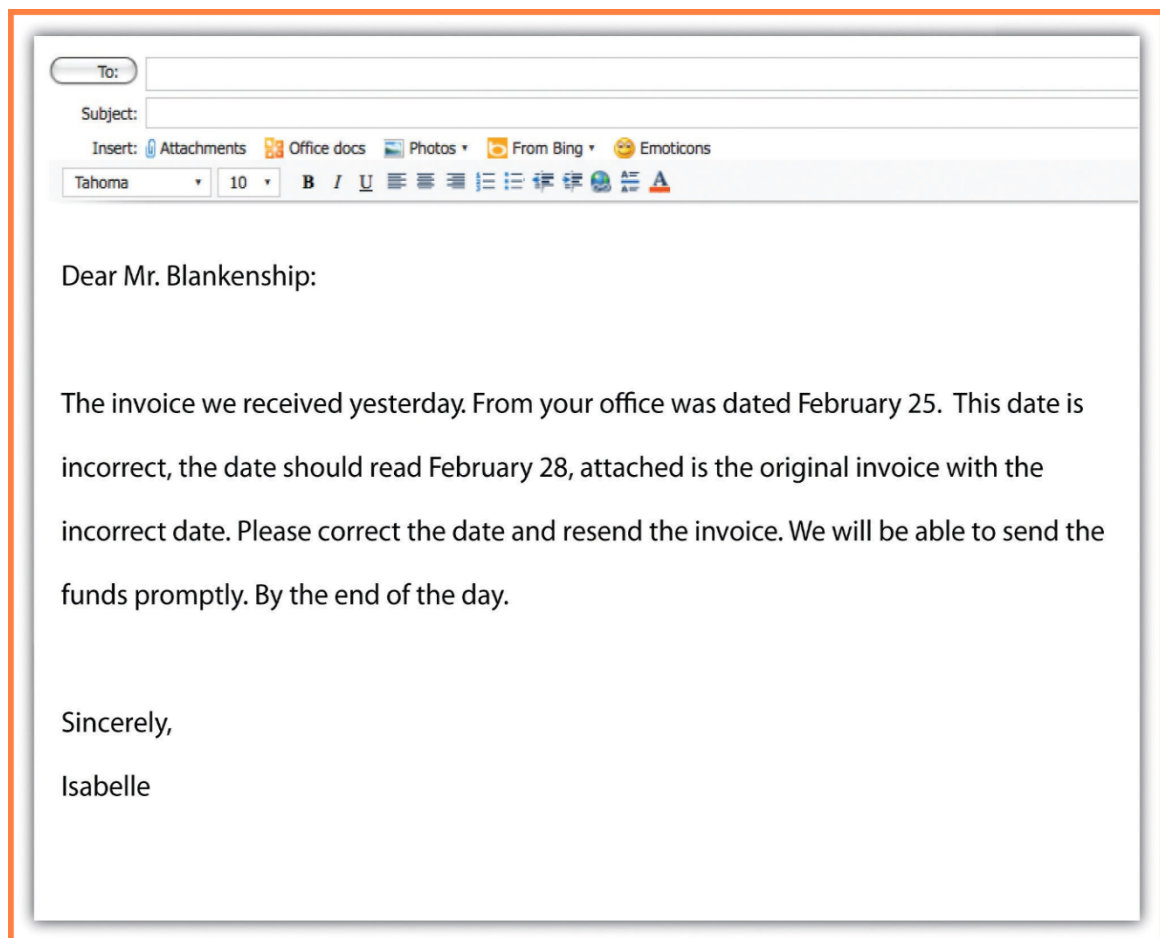 To:
Subject:
Insert: Attachments Office docs Photos From Bing Emoticons
Tahoma 10 B I U A
Dear Mr. Blankenship:
The invoice we received yesterday. From your office was dated February 25. This date is
incorrect, the date should read February 28, attached is the original invoice with the
incorrect date. Please correct the date and resend the invoice. We will be able to send the
funds promptly. By the end of the day.
Sincerely,
Isabelle